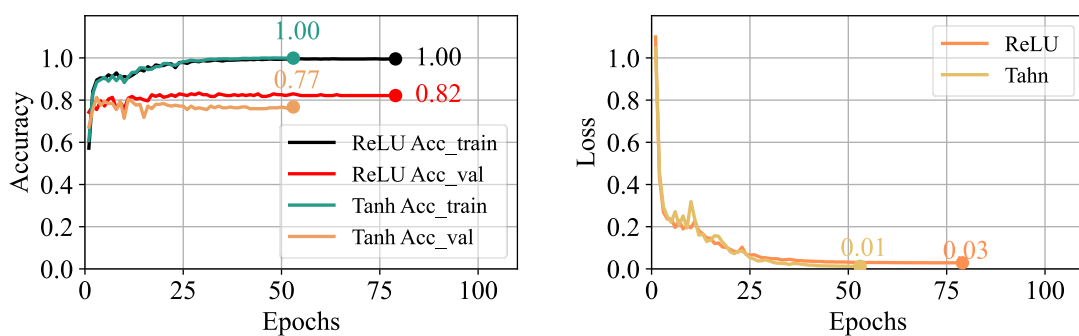 1.00
1.0
1.00
0.77
0.8
0.82
0.6
0.4
0.2
0.0
Accuracy
ReLU Acc_train
ReLU Acc_val
Tanh Acc_train
Tanh Acc_val
0 25 50 75 100
Epochs
1.0
0.8
0.6
0.4
0.2
0.0
Loss
ReLU
Tahn
0.01
0.03
0 25 50 75 100
Epochs